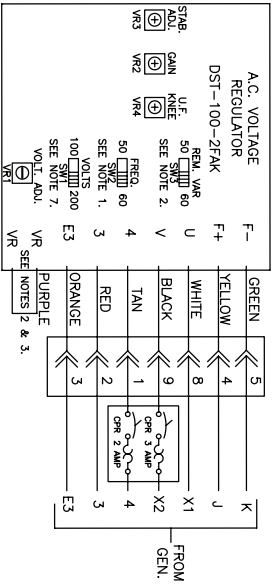 A.C. VOLTAGE
REGULATOR
DST-100-2FAK
STAB.
ADJ.
VR3
GAIN
VR2
U.F.
KNEE
VR4
REM. VAR
50 60
SW3
SEE NOTE 2.
FREQ.
50 60
SW2
SEE NOTE 1.
VOLTS
100 200
SW1
SEE NOTE 7.
VOLT. ADJ.
VR1
F- GREEN 5 K
F+ YELLOW 4 J
U WHITE 8 X1
V BLACK 9 X2
CPR
3 AMP
4 TAN 1 4
CPR
2 AMP
3 RED 2 3
E3 ORANGE 3 E3
VR PURPLE
VR
SEE NOTES 2 & 3.
FROM
GEN.